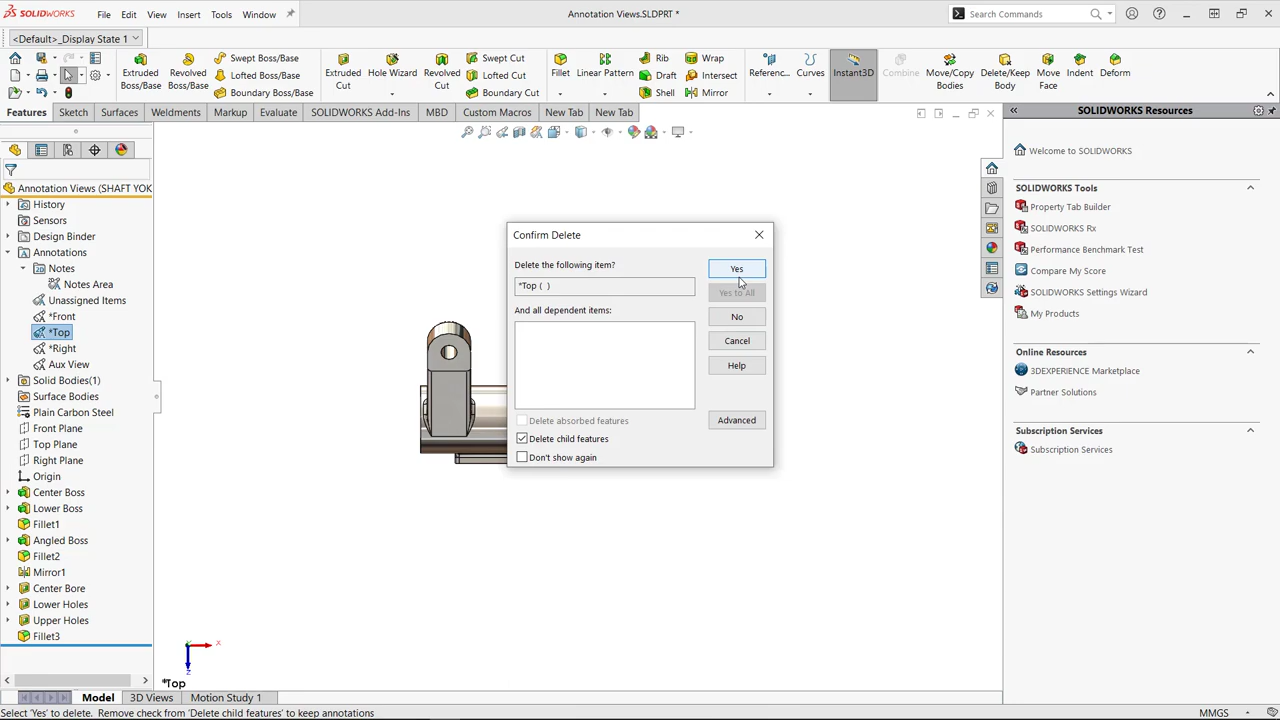 SOLIDWORKS
File Edit View Insert Tools Window
Annotation Views.SLDPRT *
Search Commands
<Default>_Display State 1
Extruded Boss/Base
Revolved Boss/Base
Swept Boss/Base
Lofted Boss/Base
Boundary Boss/Base
Extruded Cut
Hole Wizard
Revolved Cut
Swept Cut
Lofted Cut
Boundary Cut
Fillet
Linear Pattern
Rib
Draft
Shell
Wrap
Intersect
Mirror
Referenc...
Curves
Instant3D
Combine
Move/Copy Bodies
Delete/Keep Body
Move Face
Indent
Deform
Features Sketch Surfaces Weldments Markup Evaluate SOLIDWORKS Add-Ins MBD Custom Macros New Tab New Tab
Annotation Views (SHAFT YOK
History
Sensors
Design Binder
Annotations
Notes
Notes Area
Unassigned Items
*Front
*Top
*Right
Aux View
Solid Bodies(1)
Surface Bodies
Plain Carbon Steel
Front Plane
Top Plane
Right Plane
Origin
Center Boss
Lower Boss
Fillet1
Angled Boss
Fillet2
Mirror1
Center Bore
Lower Holes
Upper Holes
Fillet3
Confirm Delete
Delete the following item?
*Top ( )
And all dependent items:
Yes
Yes to All
No
Cancel
Help
Advanced
Delete absorbed features
Delete child features
Don't show again
X
Y
Z
*Top
SOLIDWORKS Resources
Welcome to SOLIDWORKS
SOLIDWORKS Tools
Property Tab Builder
SOLIDWORKS Rx
Performance Benchmark Test
Compare My Score
SOLIDWORKS Settings Wizard
My Products
Online Resources
3DEXPERIENCE Marketplace
Partner Solutions
Subscription Services
Subscription Services
Model 3D Views Motion Study 1
Select 'Yes' to delete. Remove check from 'Delete child features' to keep annotations
MMGS